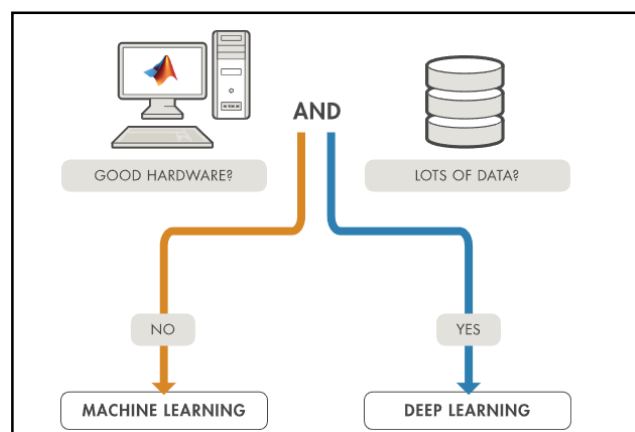 AND
GOOD HARDWARE?
LOTS OF DATA?
NO
YES
MACHINE LEARNING
DEEP LEARNING